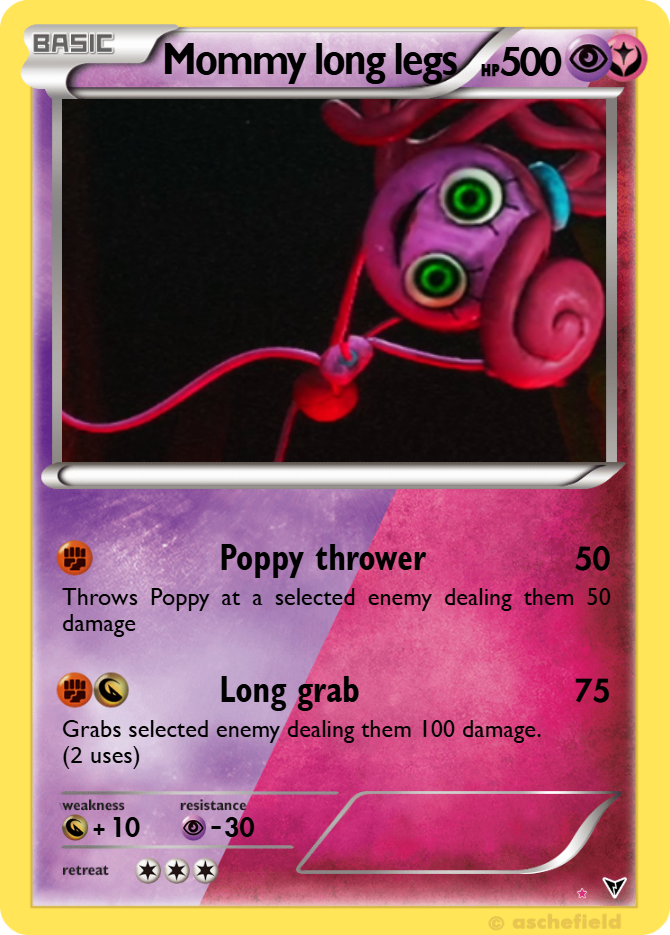 BASIC
Mommy long legs
HP500
Poppy thrower 50
Throws Poppy at a selected enemy dealing them 50
damage
Long grab 75
Grabs selected enemy dealing them 100 damage.
(2 uses)
weakness resistance
+10 -30
retreat
© aschefield